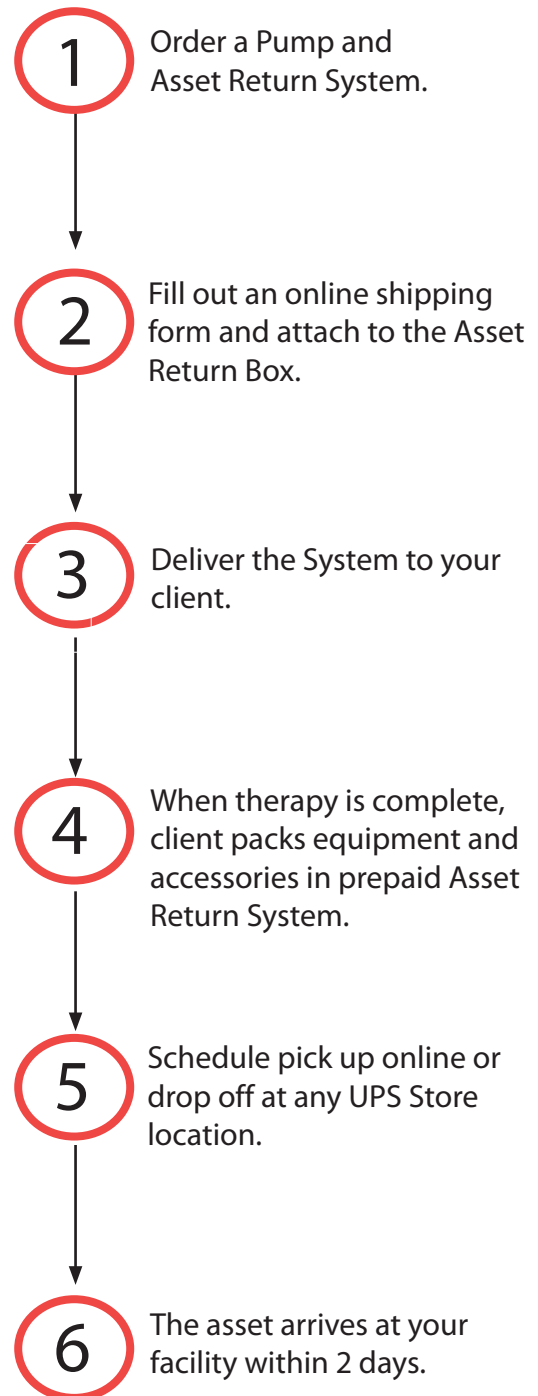 1
Order a Pump and
Asset Return System.
2
Fill out an online shipping
form and attach to the Asset
Return Box.
3
Deliver the System to your
client.
4
When therapy is complete,
client packs equipment and
accessories in prepaid Asset
Return System.
5
Schedule pick up online or
drop off at any UPS Store
location.
6
The asset arrives at your
facility within 2 days.